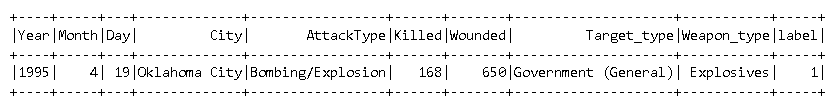 +----+-----+---+-------------+-----------------+------+-------+--------------------+-----------+-----+
|Year|Month|Day|         City|       AttackType|Killed|Wounded|         Target_type|Weapon_type|label|
+----+-----+---+-------------+-----------------+------+-------+--------------------+-----------+-----+
|1995|    4| 19|Oklahoma City|Bombing/Explosion|   168|    650|Government (General)| Explosives|    1|
+----+-----+---+-------------+-----------------+------+-------+--------------------+-----------+-----+